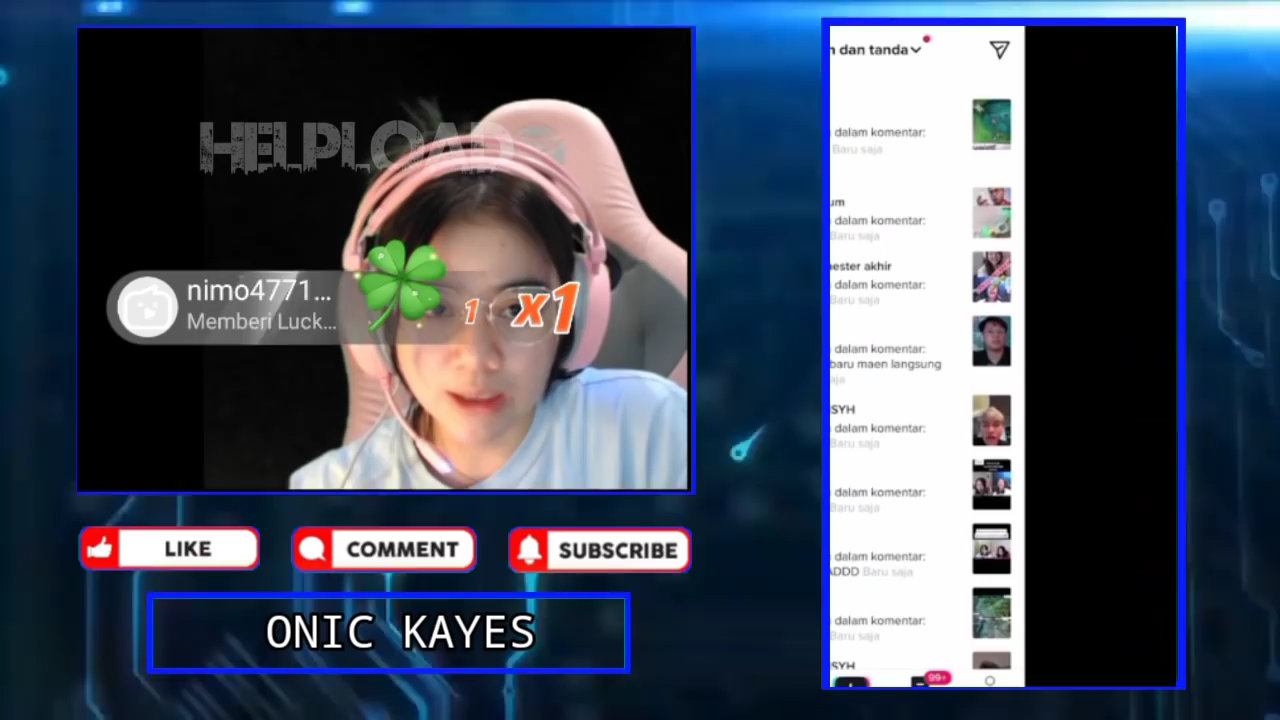 HELPLOAD
nimo4771...
Memberi Luck...
1 x1
LIKE
COMMENT
SUBSCRIBE
ONIC KAYES
n dan tanda
dalam komentar:
Baru saja
um
dalam komentar:
Baru saja
ester akhir
dalam komentar:
Baru saja
dalam komentar:
baru maen langsung
aja
SYH
dalam komentar:
Baru saja
dalam komentar:
Baru saja
dalam komentar:
ADDD Baru saja
dalam komentar:
Baru saja
SYH
99+